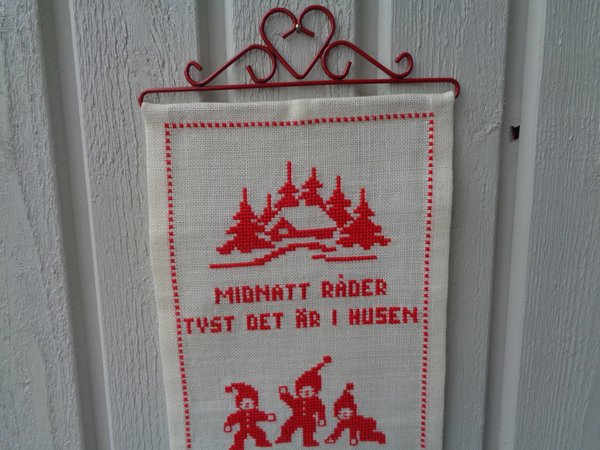 MIDNATT RÅDER
TYST DET ÄR I HUSEN